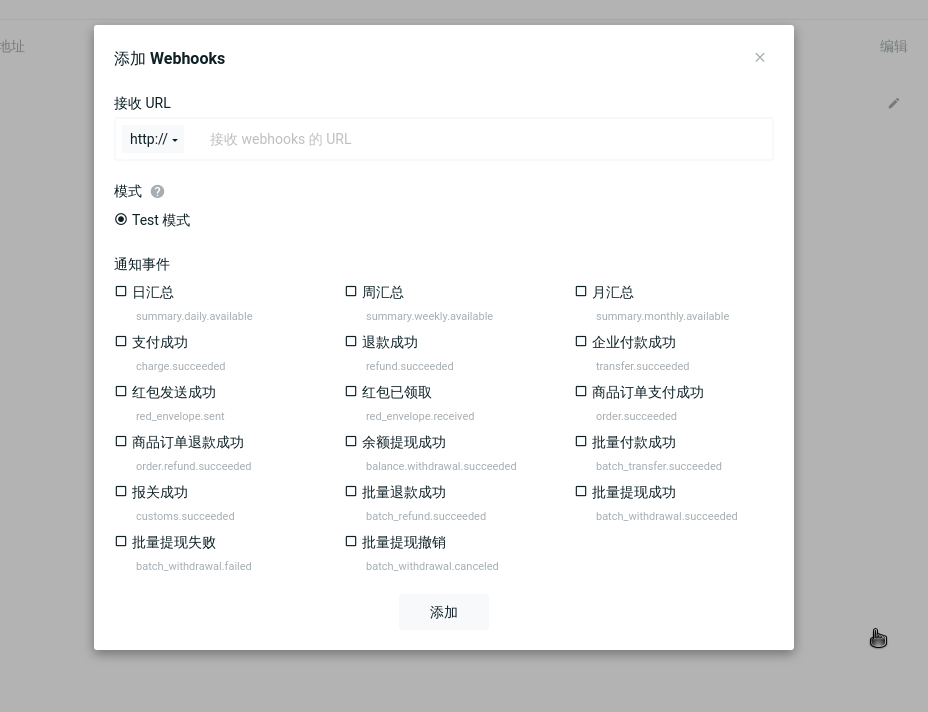 地址
编辑
添加 Webhooks
接收 URL
http://
接收 webhooks 的 URL
模式
Test 模式
通知事件
日汇总 周汇总 月汇总
summary.daily.available summary.weekly.available summary.monthly.available
支付成功 退款成功 企业付款成功
charge.succeeded refund.succeeded transfer.succeeded
红包发送成功 红包已领取 商品订单支付成功
red_envelope.sent red_envelope.received order.succeeded
商品订单退款成功 余额提现成功 批量付款成功
order.refund.succeeded balance.withdrawal.succeeded batch_transfer.succeeded
报关成功 批量退款成功 批量提现成功
customs.succeeded batch_refund.succeeded batch_withdrawal.succeeded
批量提现失败 批量提现撤销
batch_withdrawal.failed batch_withdrawal.canceled
添加